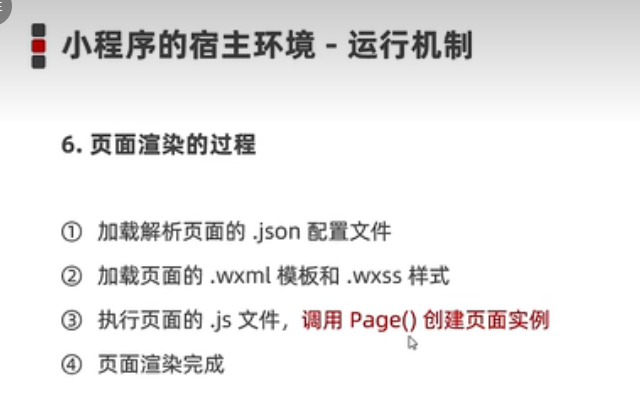 小程序的宿主环境 - 运行机制
6. 页面渲染的过程
① 加载解析页面的 .json 配置文件
② 加载页面的 .wxml 模板和 .wxss 样式
③ 执行页面的 .js 文件，调用 Page() 创建页面实例
④ 页面渲染完成